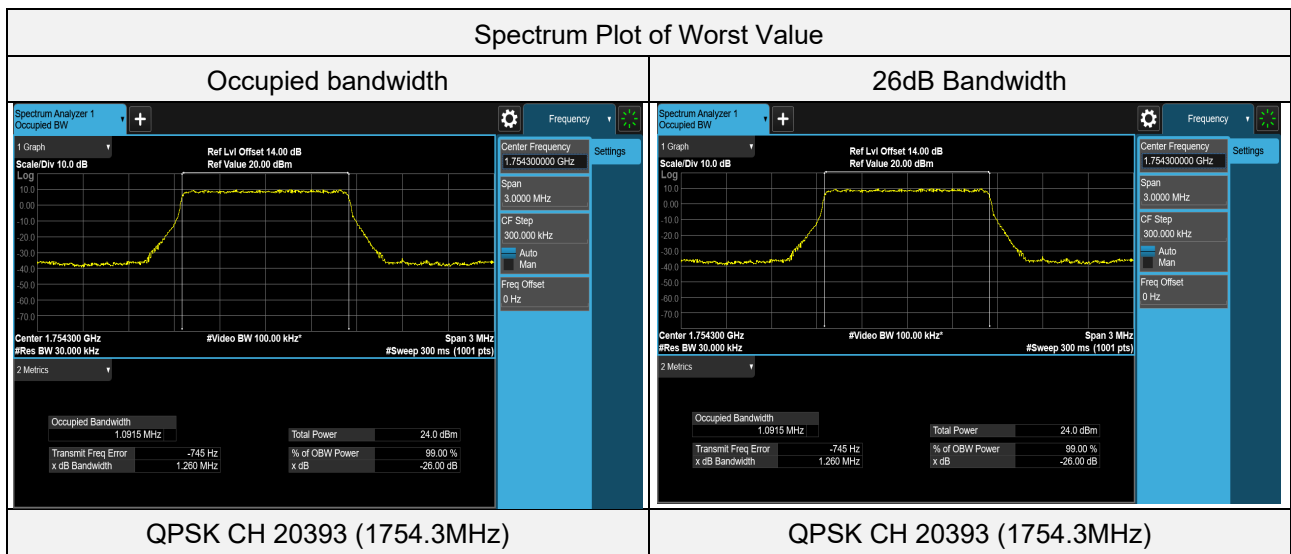 Spectrum Plot of Worst Value
Occupied bandwidth
26dB Bandwidth
Spectrum Analyzer 1
Occupied BW
+
Frequency
1 Graph
Scale/Div 10.0 dB
Ref Lvl Offset 14.00 dB
Ref Value 20.00 dBm
Log
10.0
0.00
-10.0
-20.0
-30.0
-40.0
-50.0
-60.0
-70.0
Center 1.754300 GHz
#Res BW 30.000 kHz
#Video BW 100.00 kHz*
Span 3 MHz
#Sweep 300 ms (1001 pts)
Center Frequency
1.754300000 GHz
Settings
Span
3.0000 MHz
CF Step
300.000 kHz
Auto
Man
Freq Offset
0 Hz
2 Metrics
Occupied Bandwidth
1.0915 MHz
Total Power 24.0 dBm
Transmit Freq Error -745 Hz
% of OBW Power 99.00 %
x dB Bandwidth 1.260 MHz
x dB -26.00 dB
Spectrum Analyzer 1
Occupied BW
+
Frequency
1 Graph
Scale/Div 10.0 dB
Ref Lvl Offset 14.00 dB
Ref Value 20.00 dBm
Log
10.0
0.00
-10.0
-20.0
-30.0
-40.0
-50.0
-60.0
-70.0
Center 1.754300 GHz
#Res BW 30.000 kHz
#Video BW 100.00 kHz*
Span 3 MHz
#Sweep 300 ms (1001 pts)
Center Frequency
1.754300000 GHz
Settings
Span
3.0000 MHz
CF Step
300.000 kHz
Auto
Man
Freq Offset
0 Hz
2 Metrics
Occupied Bandwidth
1.0915 MHz
Total Power 24.0 dBm
Transmit Freq Error -745 Hz
% of OBW Power 99.00 %
x dB Bandwidth 1.260 MHz
x dB -26.00 dB
QPSK CH 20393 (1754.3MHz)
QPSK CH 20393 (1754.3MHz)